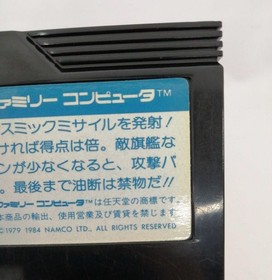 ァミリー コンピュータ™
スミックミサイルを発射!
ければ得点は倍。敵旗艦な
ンが少なくなると、攻撃パ
。最後まで油断は禁物だ!!
ファミリー コンピュータ™は任天堂の商標です。
本商品の輸出、使用営業及び賃貸を禁じます。
©1979 1984 NAMCO LTD., ALL RIGHTS RESERVED